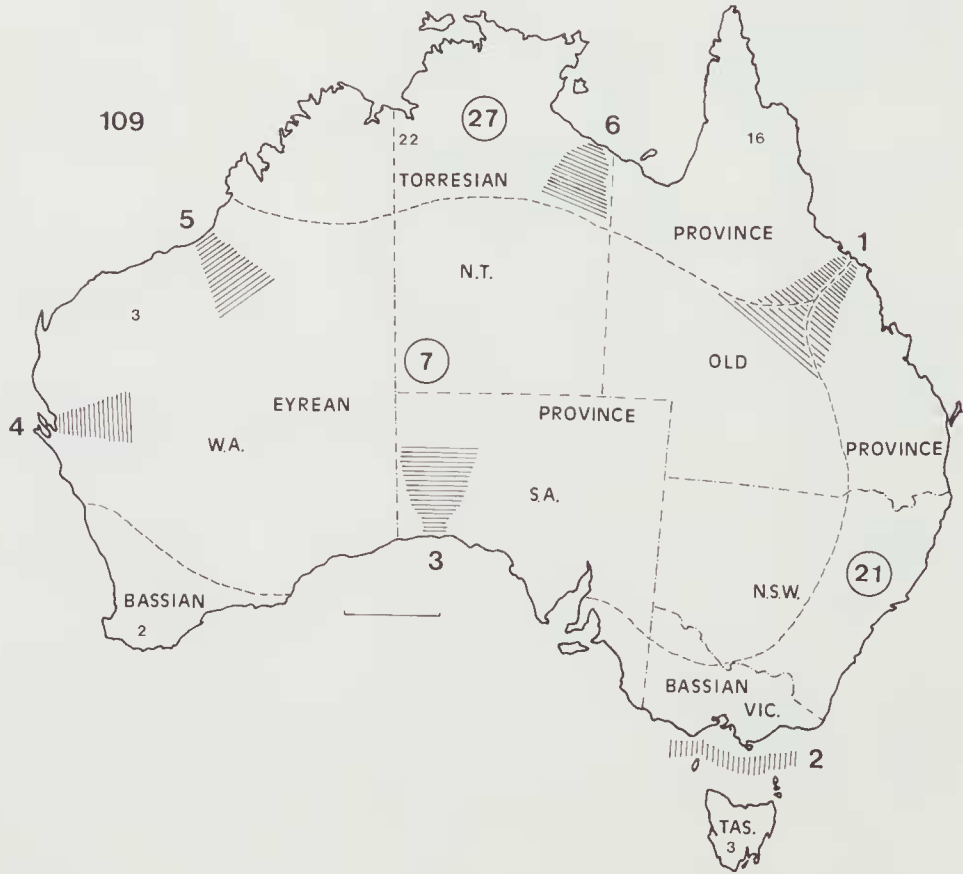 109
27
6
22
16
TORRESIAN
5
PROVINCE
1
N.T.
3
7
OLD
EYREAN
PROVINCE
4
W.A.
PROVINCE
S.A.
3
21
N.S.W.
BASSIAN
2
BASSIAN
VIC.
2
TAS.
3